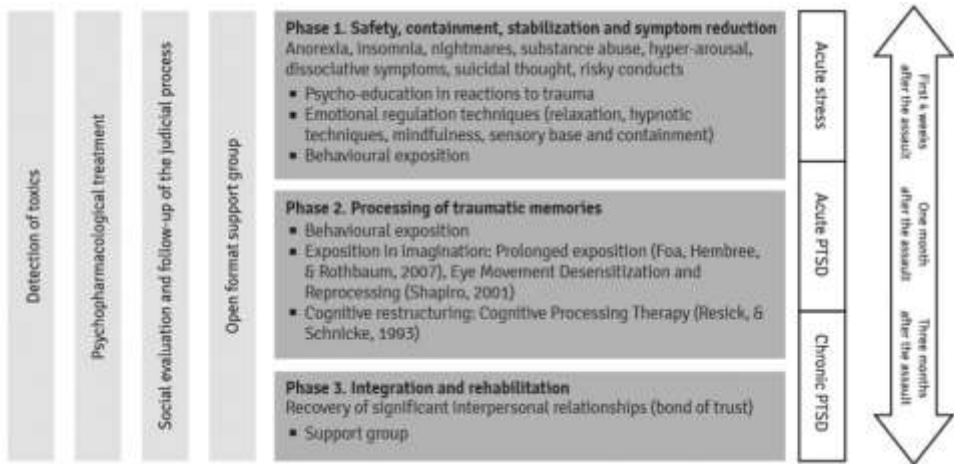 Detection of toxics
Psychopharmacological treatment
Social evaluation and follow-up of the judicial process
Open format support group
Phase 1. Safety, containment, stabilization and symptom reduction
Anorexia, insomnia, nightmares, substance abuse, hyper-arousal,
dissociative symptoms, suicidal thought, risky conducts
▪ Psycho-education in reactions to trauma
▪ Emotional regulation techniques (relaxation, hypnotic
techniques, mindfulness, sensory base and containment)
▪ Behavioural exposition
Phase 2. Processing of traumatic memories
▪ Behavioural exposition
▪ Exposition in imagination: Prolonged exposition (Foa, Hembree,
& Rothbaum, 2007), Eye Movement Desensitization and
Reprocessing (Shapiro, 2001)
▪ Cognitive restructuring: Cognitive Processing Therapy (Resick, &
Schnicke, 1993)
Phase 3. Integration and rehabilitation
Recovery of significant interpersonal relationships (bond of trust)
▪ Support group
Acute stress
Acute PTSD
Chronic PTSD
First 4 weeks
after the assault
One month
after the assault
Three months
after the assault